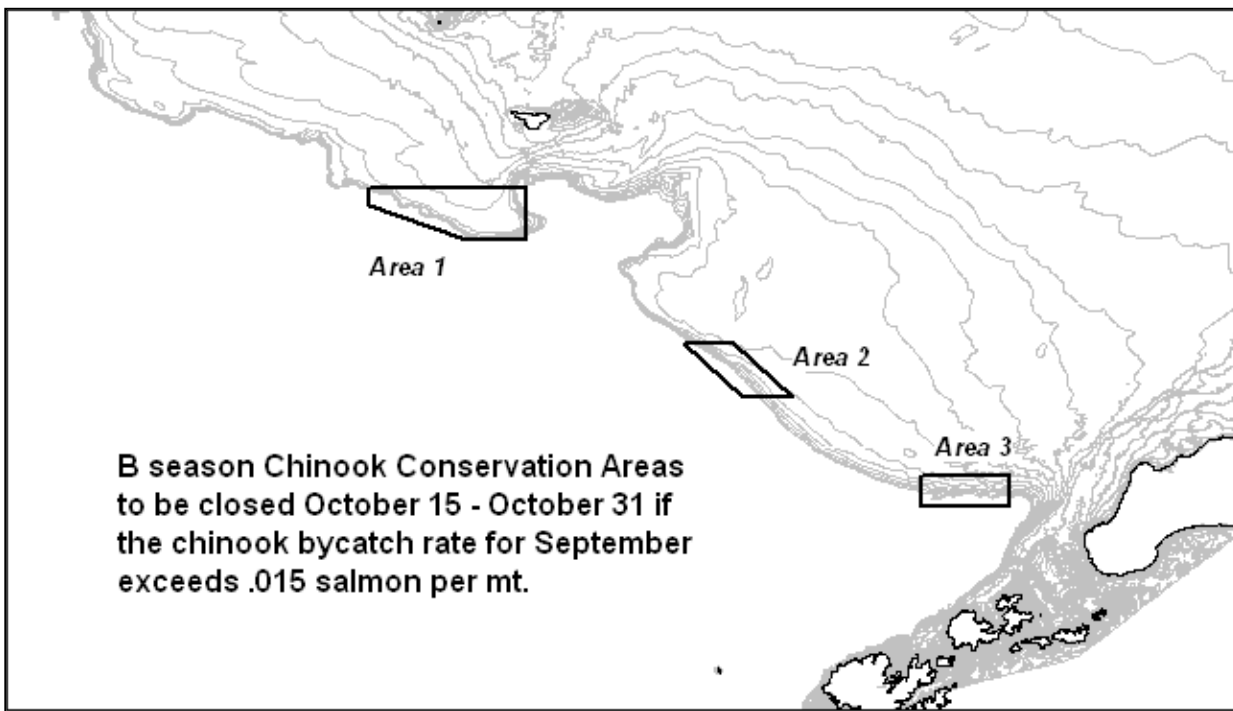 Area 1
Area 2
Area 3
B season Chinook Conservation Areas
to be closed October 15 - October 31 if
the chinook bycatch rate for September
exceeds .015 salmon per mt.